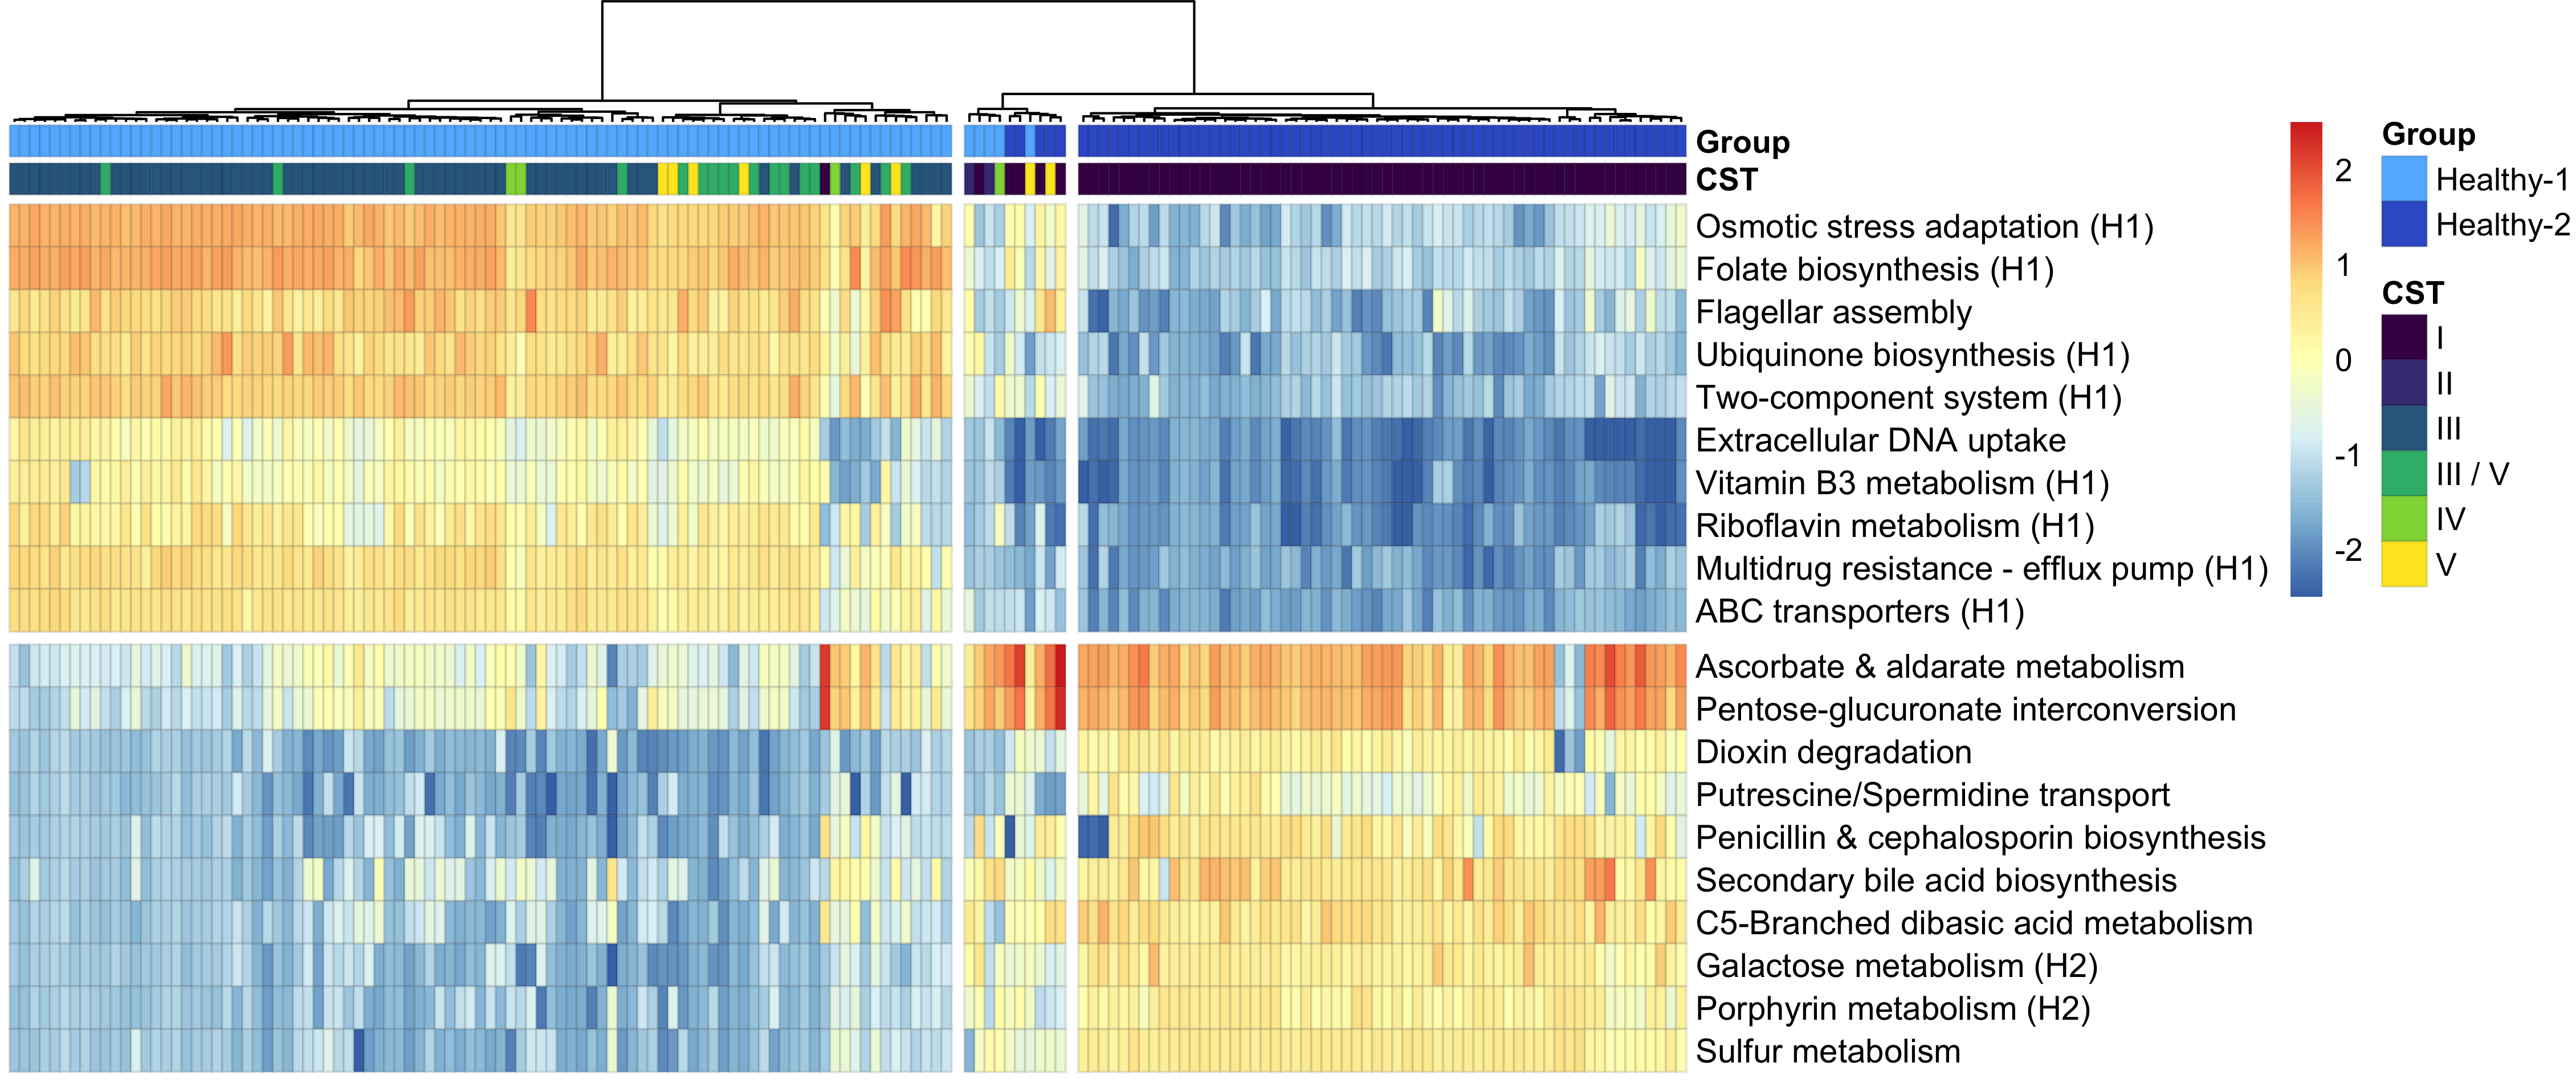 Group
CST
Osmotic stress adaptation (H1)
Folate biosynthesis (H1)
Flagellar assembly
Ubiquinone biosynthesis (H1)
Two-component system (H1)
Extracellular DNA uptake
Vitamin B3 metabolism (H1)
Riboflavin metabolism (H1)
Multidrug resistance - efflux pump (H1)
ABC transporters (H1)
Ascorbate & aldarate metabolism
Pentose-glucuronate interconversion
Dioxin degradation
Putrescine/Spermidine transport
Penicillin & cephalosporin biosynthesis
Secondary bile acid biosynthesis
C5-Branched dibasic acid metabolism
Galactose metabolism (H2)
Porphyrin metabolism (H2)
Sulfur metabolism
2
1
0
-1
-2
Group
Healthy-1
Healthy-2
CST
I
II
III
III / V
IV
V